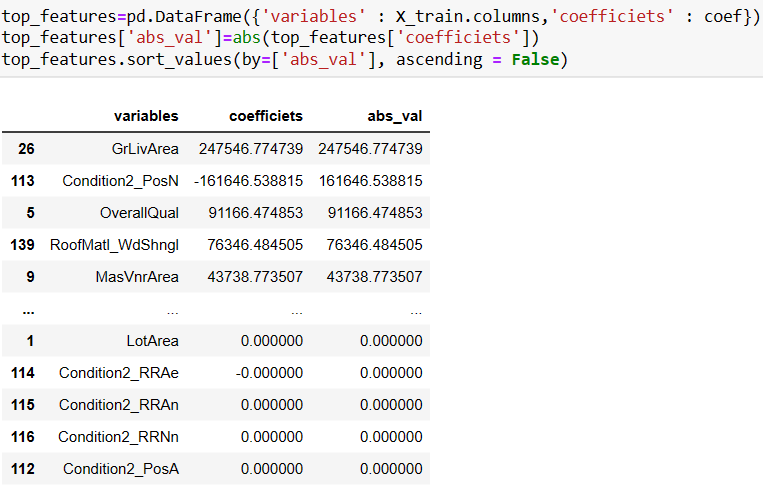 top_features=pd.DataFrame({'variables' : X_train.columns,'coefficiets' : coef})
top_features['abs_val']=abs(top_features['coefficiets'])
top_features.sort_values(by=['abs_val'], ascending = False)
variables coefficiets abs_val
26 GrLivArea 247546.774739 247546.774739
113 Condition2_PosN -161646.538815 161646.538815
5 OverallQual 91166.474853 91166.474853
139 RoofMatl_WdShngl 76346.484505 76346.484505
9 MasVnrArea 43738.773507 43738.773507
... ... ... ...
1 LotArea 0.000000 0.000000
114 Condition2_RRAe -0.000000 0.000000
115 Condition2_RRAn 0.000000 0.000000
116 Condition2_RRNn 0.000000 0.000000
112 Condition2_PosA 0.000000 0.000000